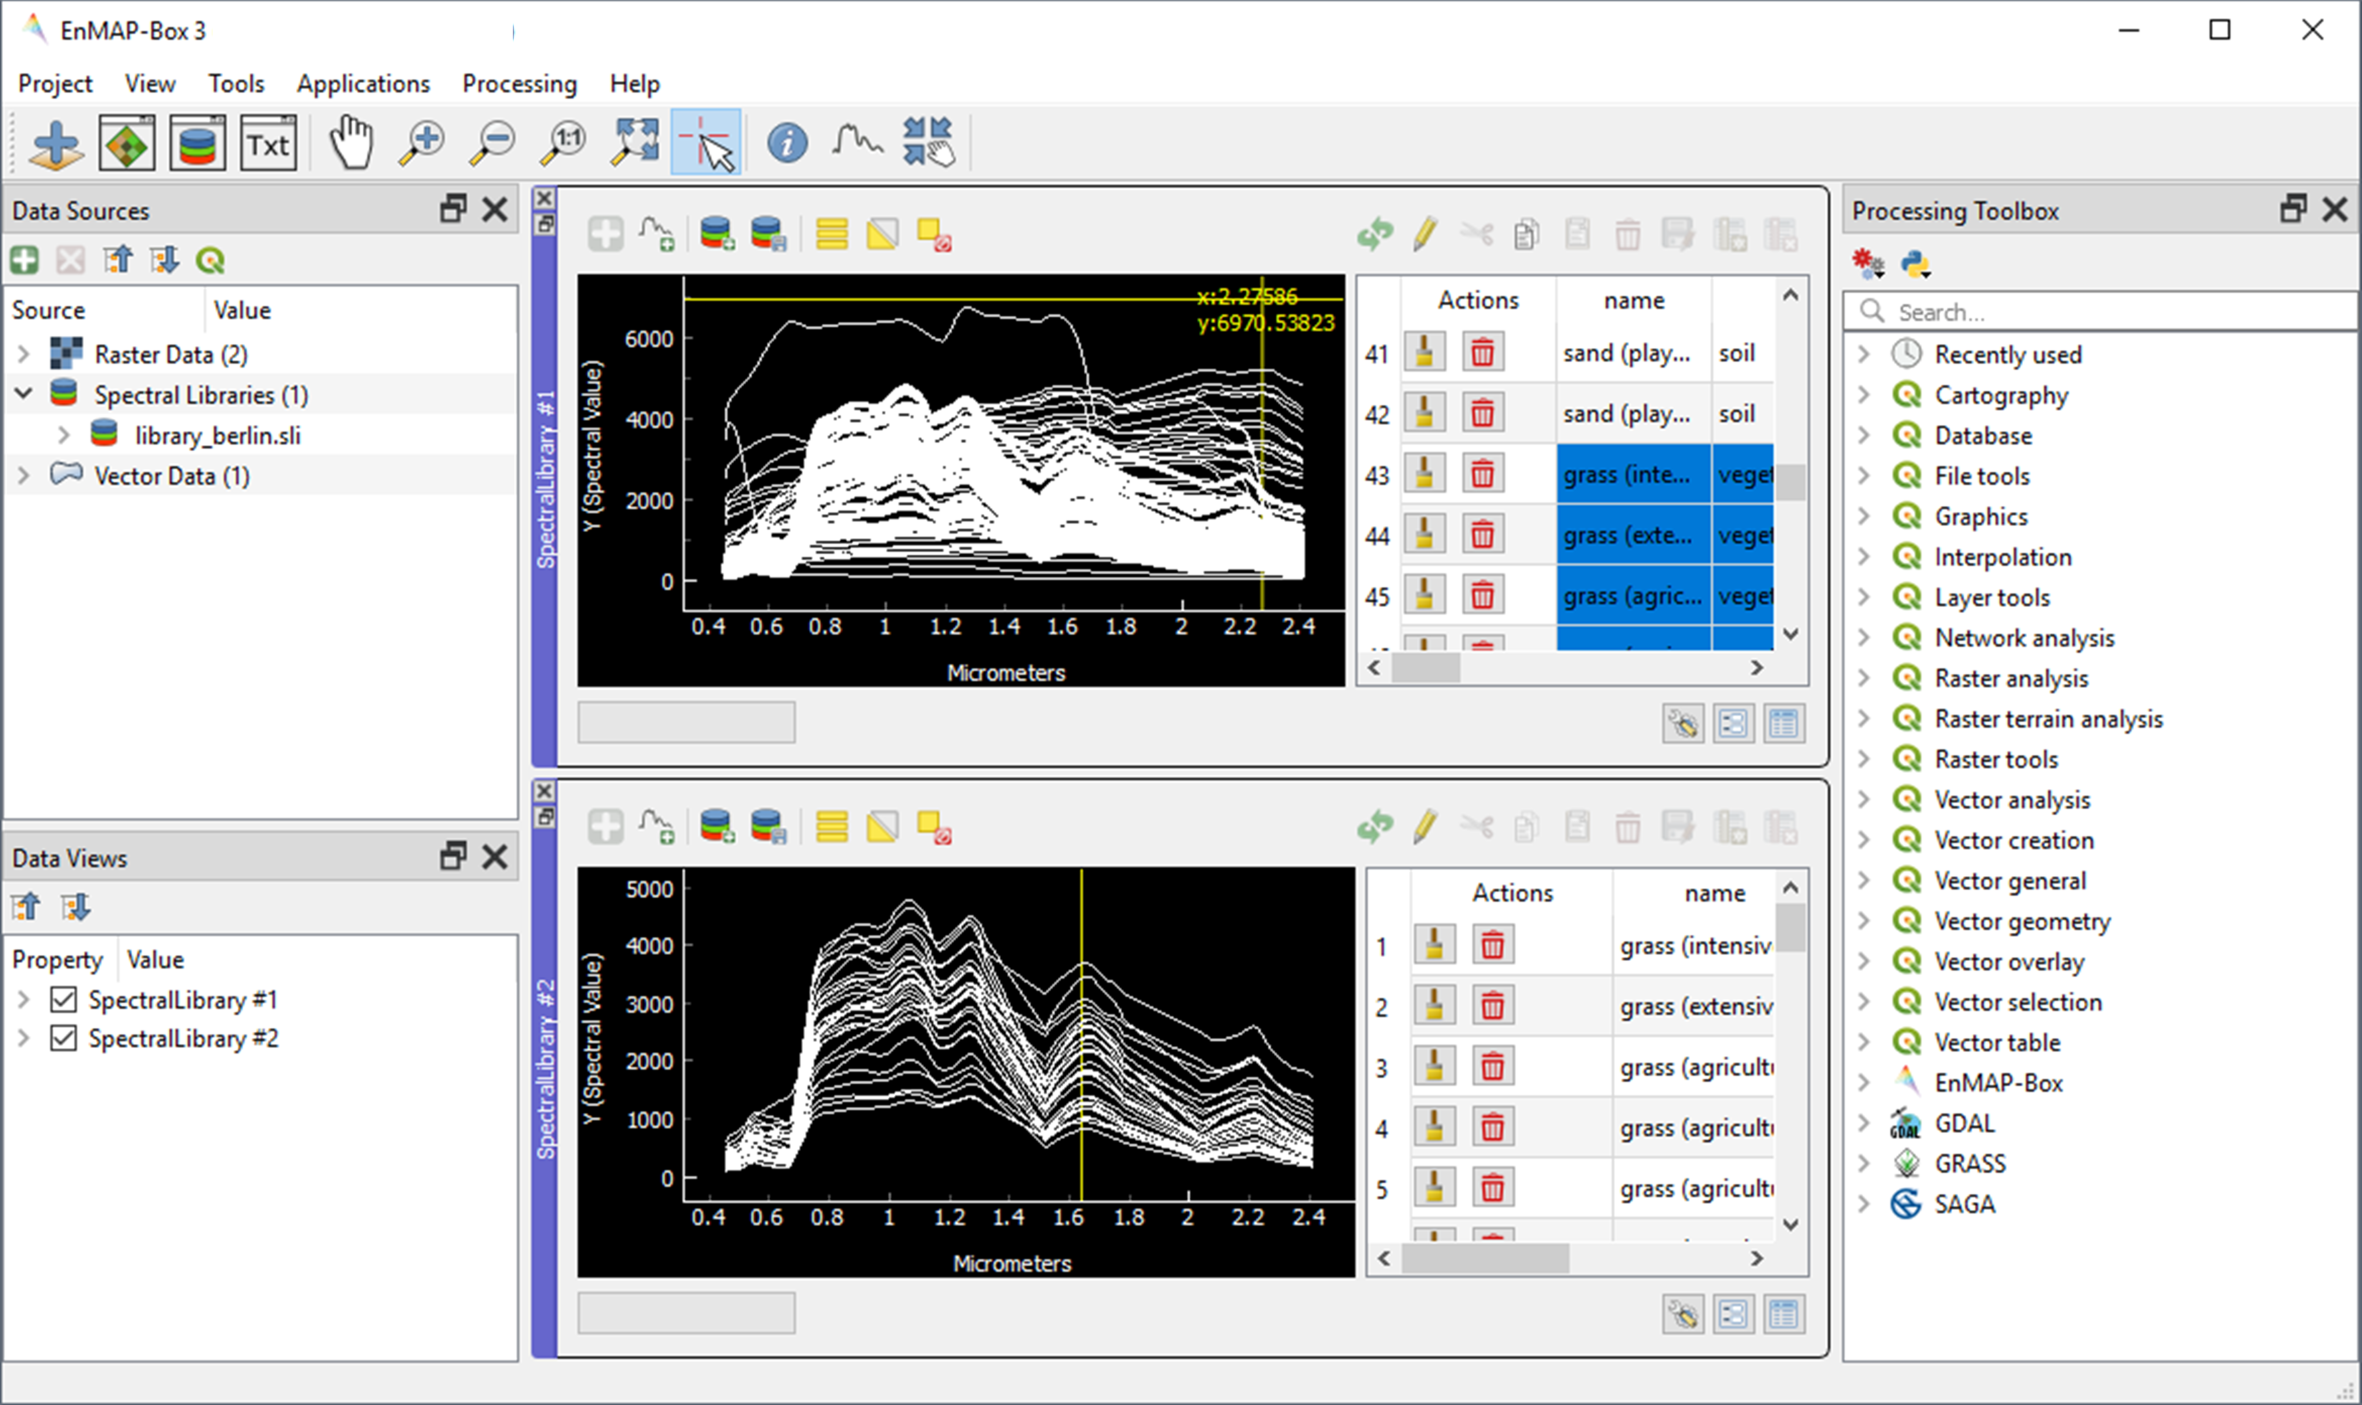 EnMAP-Box 3
Project View Tools Applications Processing Help
Txt
1:1
Data Sources
Source Value
Raster Data (2)
Spectral Libraries (1)
library_berlin.sli
Vector Data (1)
Data Views
Property Value
SpectralLibrary #1
SpectralLibrary #2
SpectralLibrary #1
Y (Spectral Value)
6000
4000
2000
0
x:2.27586
y:6970.53823
0.4 0.6 0.8 1 1.2 1.4 1.6 1.8 2 2.2 2.4
Micrometers
Actions name
41 sand (play... soil
42 sand (play... soil
43 grass (inte... veget
44 grass (exte... veget
45 grass (agric... veget
SpectralLibrary #2
Y (Spectral Value)
5000
4000
3000
2000
1000
0
0.4 0.6 0.8 1 1.2 1.4 1.6 1.8 2 2.2 2.4
Micrometers
Actions name
1 grass (intensiv
2 grass (extensiv
3 grass (agricult
4 grass (agricult
5 grass (agricult
Processing Toolbox
Search...
Recently used
Cartography
Database
File tools
Graphics
Interpolation
Layer tools
Network analysis
Raster analysis
Raster terrain analysis
Raster tools
Vector analysis
Vector creation
Vector general
Vector geometry
Vector overlay
Vector selection
Vector table
EnMAP-Box
GDAL GDAL
GRASS
SAGA